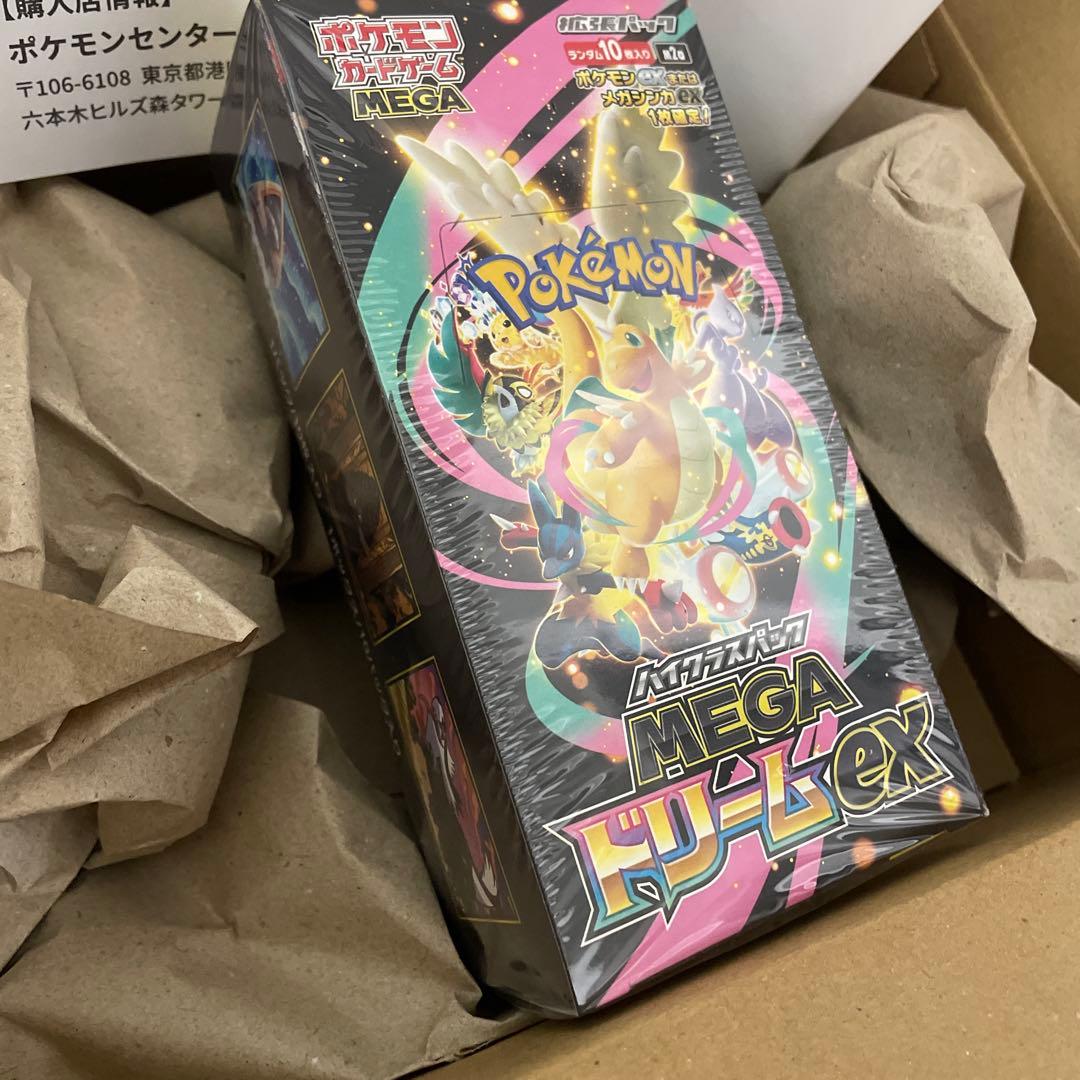 【購入店情報】
ポケモンセンター
〒106-6108 東京都港
六本木ヒルズ森タワー
ポケモン
カードゲーム
MEGA
拡張パック
ランダム10枚入り
ポケモンexまたは
メガシンカex
1枚確定!
POKéMON
ハイクラスパック
MEGA
ドリームex